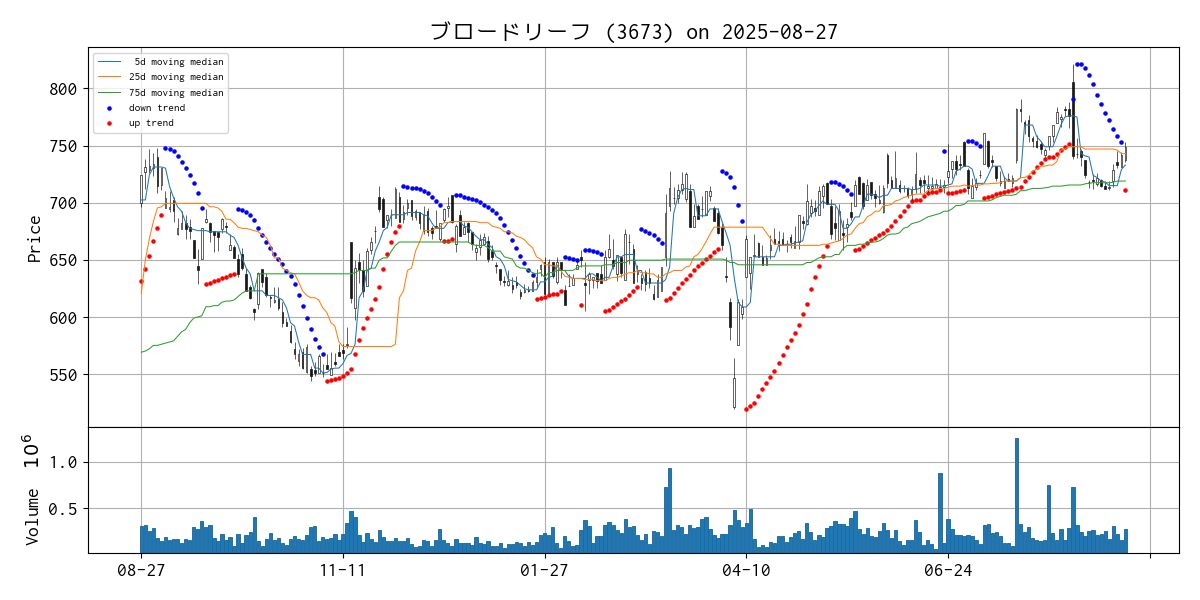 ブロードリーフ (3673) on 2025-08-27
5d moving median
25d moving median
75d moving median
down trend
up trend
Price
800
750
700
650
600
550
Volume 10⁶
1.0
0.5
08-27 11-11 01-27 04-10 06-24